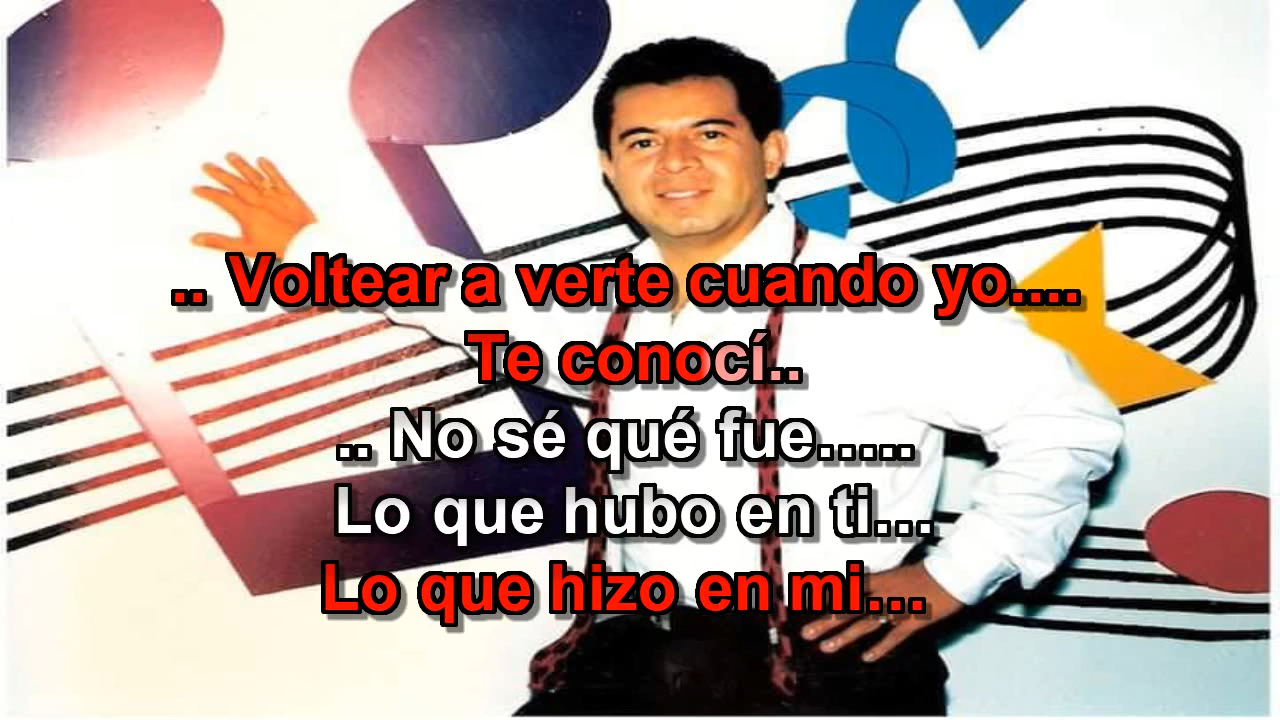 .. Voltear a verte cuando yo....
Te conocí..
.. No sé qué fue.....
Lo que hubo en ti...
Lo que hizo en mi...